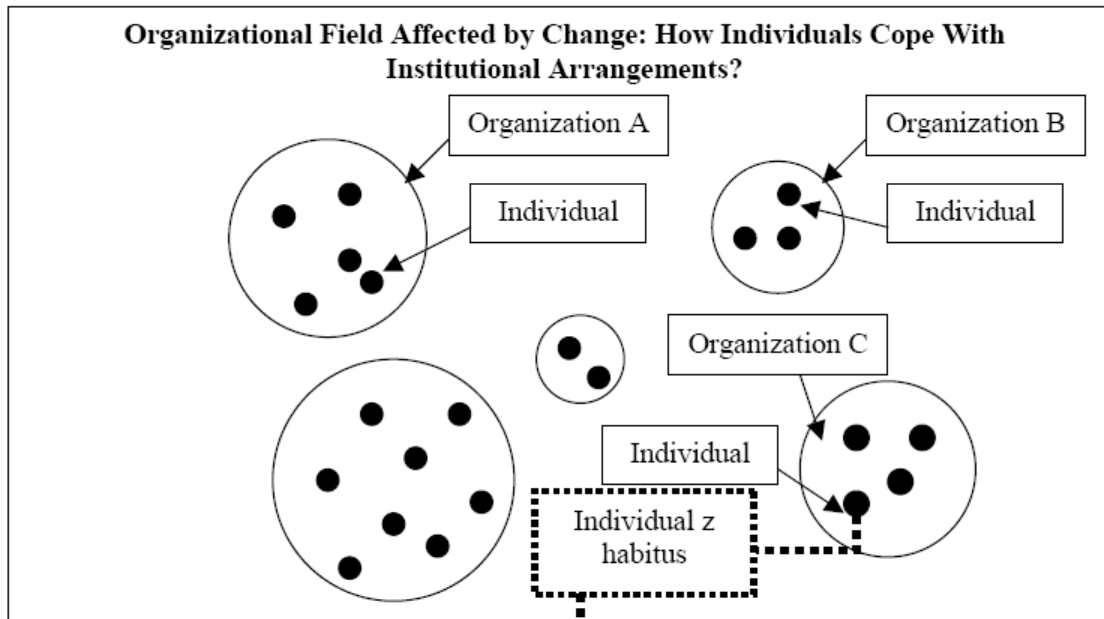 Organizational Field Affected by Change: How Individuals Cope With
Institutional Arrangements?
Organization A
Organization B
Individual
Individual
Organization C
Individual
Individual z
habitus